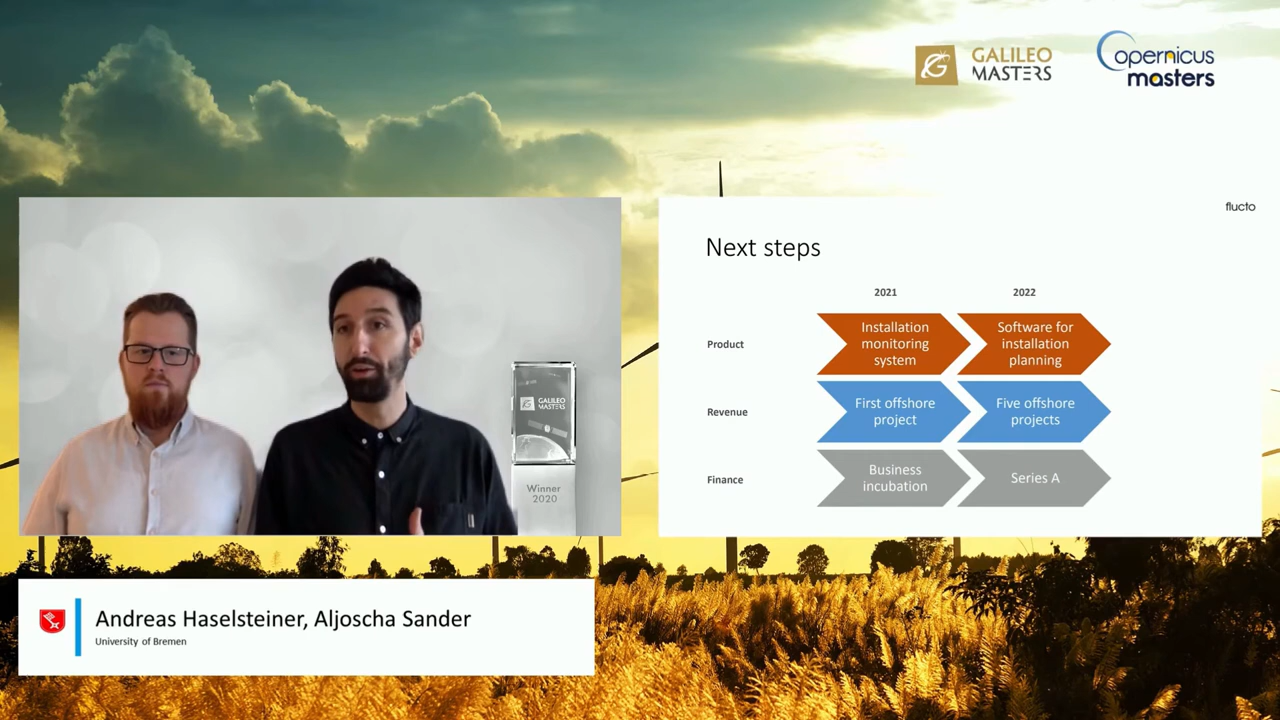 GALILEO
MASTERS
Copernicus
masters
flucto
Next steps
2021
2022
Product
Installation
monitoring
system
Software for
installation
planning
Revenue
First offshore
project
Five offshore
projects
Finance
Business
incubation
Series A
GALILEO
MASTERS
Winner
2020
Andreas Haselsteiner, Aljoscha Sander
University of Bremen